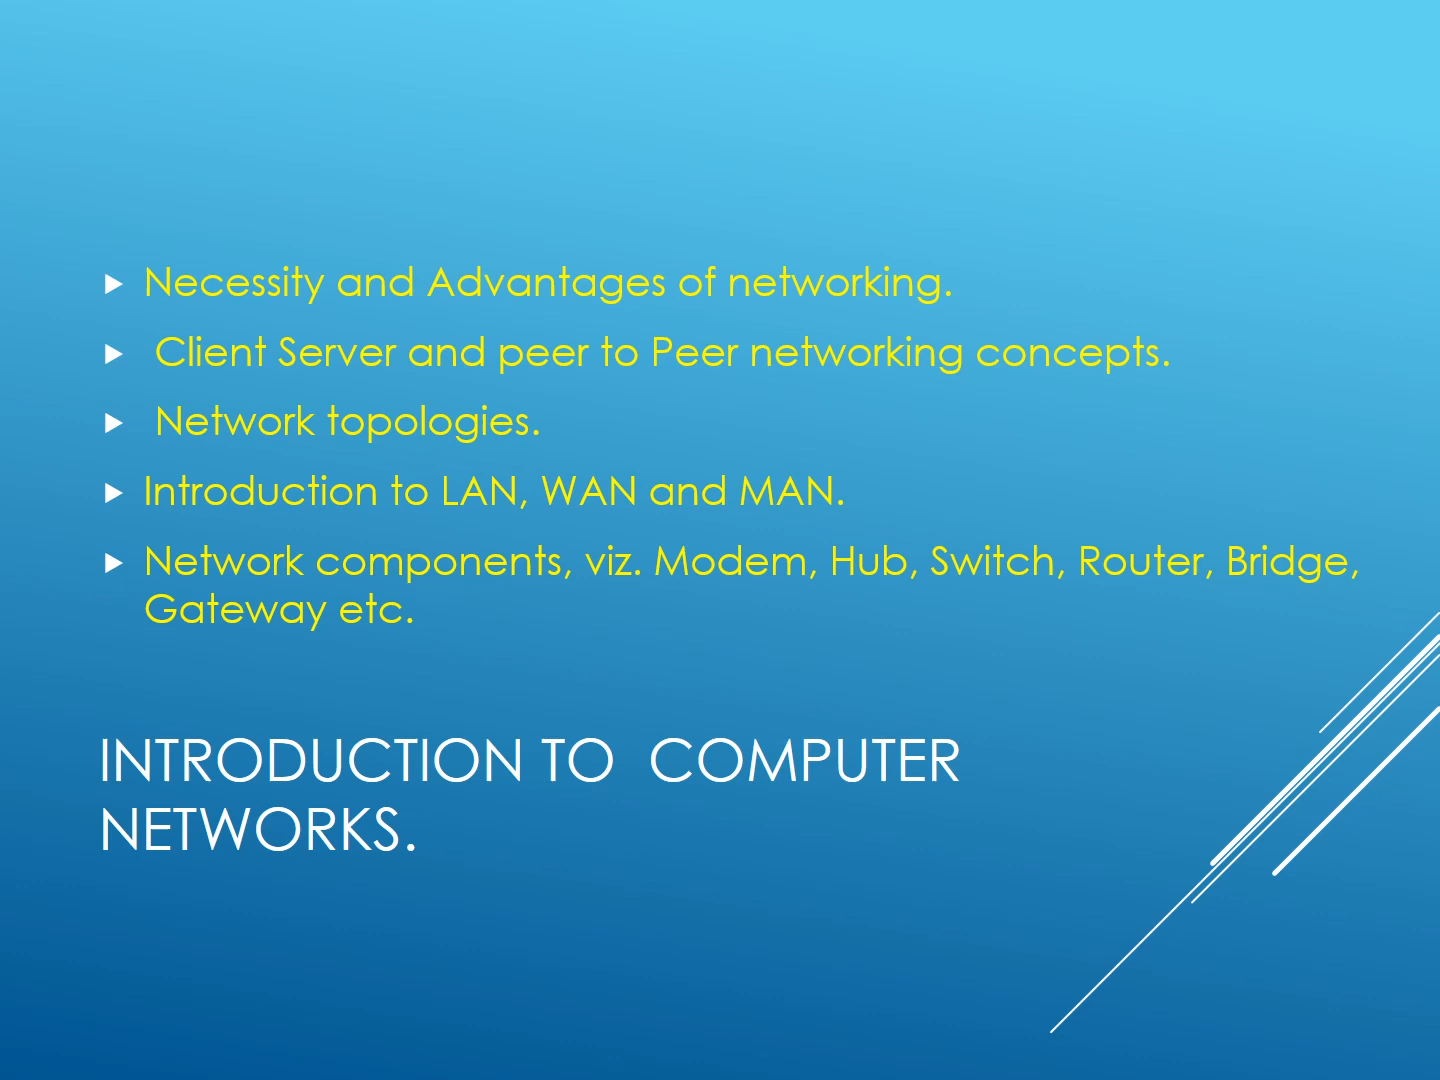 Necessity and Advantages of networking.
Client Server and peer to Peer networking concepts.
Network topologies.
Introduction to LAN, WAN and MAN.
Network components, viz. Modem, Hub, Switch, Router, Bridge,
Gateway etc.
INTRODUCTION TO  COMPUTER
NETWORKS.